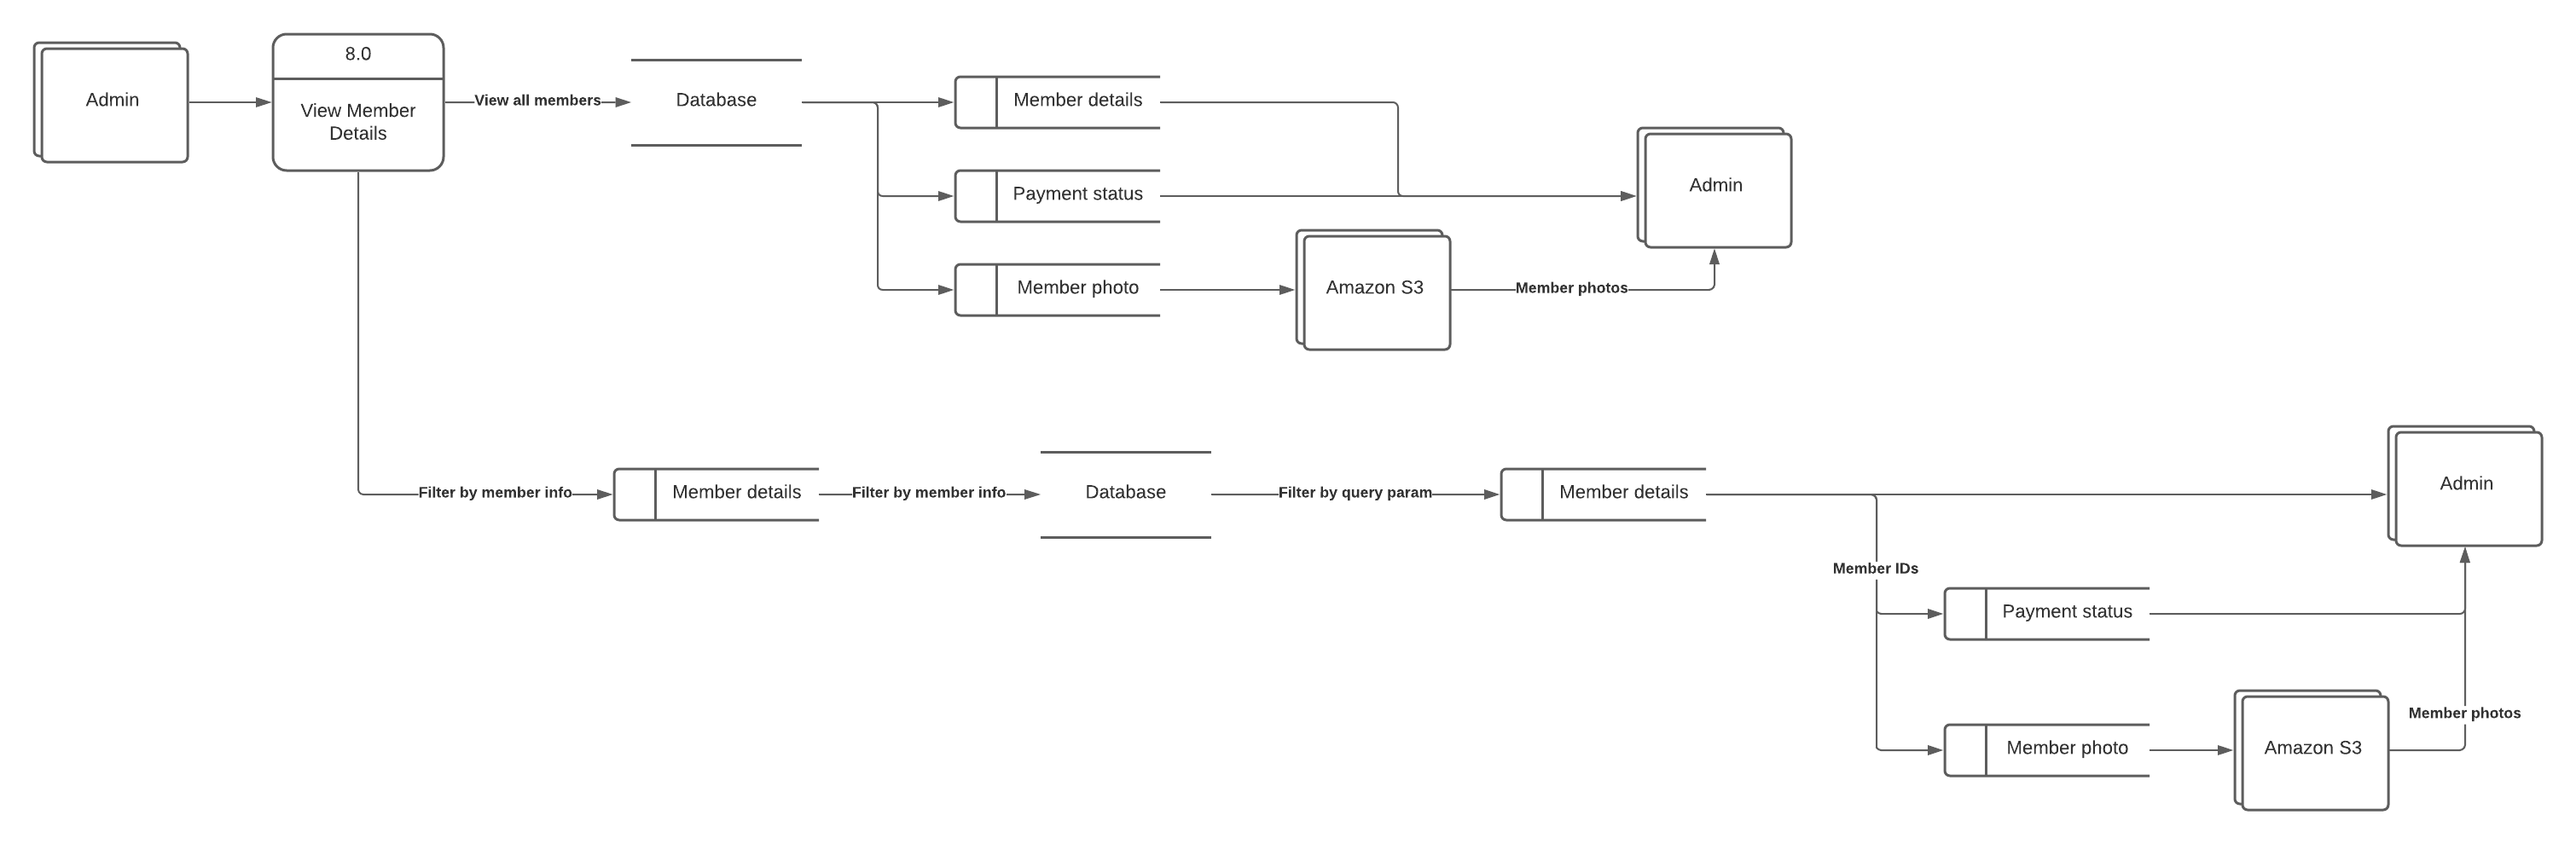 8.0
Admin
View Member
Details
View all members
Database
Member details
Payment status
Member photo
Amazon S3
Member photos
Admin
Filter by member info
Member details
Filter by member info
Database
Filter by query param
Member details
Admin
Member IDs
Payment status
Member photo
Amazon S3
Member photos